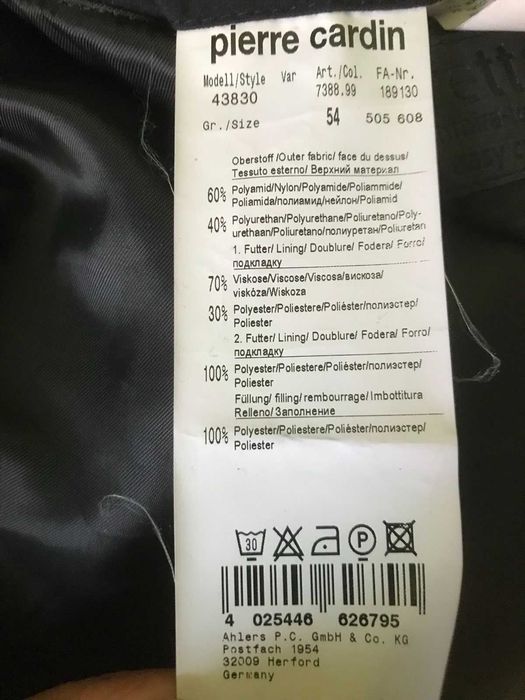 pierre cardin
Modell/Style Var Art./Col. FA-Nr.
43830 7388.99 189130
Gr./Size 54 505 608
Oberstoff/Outer fabric/ face du dessus/
Tessuto esterno/ Верхний материал
60% Polyamid/Nylon/Polyamide/Poliammide/
Poliamida/полиамид/нейлон/Poliamid
40% Polyurethan/Polyurethane/Poliuretano/Poly-
urethaan/Poliuretano/полиуретан/Poliuretan
1. Futter/ Lining/ Doublure/ Fodera/ Forro/
подкладку
70% Viskose/Viscose/Viscosa/вискоза/
viskóza/Wiskoza
30% Polyester/Poliestere/Poliéster/полиэстер/
Poliester
2. Futter/ Lining/ Doublure/ Fodera/ Forro/
подкладку
100% Polyester/Poliestere/Poliéster/полиэстер/
Poliester
Füllung/ filling/ rembourrage/ Imbottitura
Relleno/ Заполнение
100% Polyester/Poliestere/Poliéster/полиэстер/
Poliester
30 P
4 025446 626795
Ahlers P.C. GmbH & Co. KG
Postfach 1954
32009 Herford
Germany